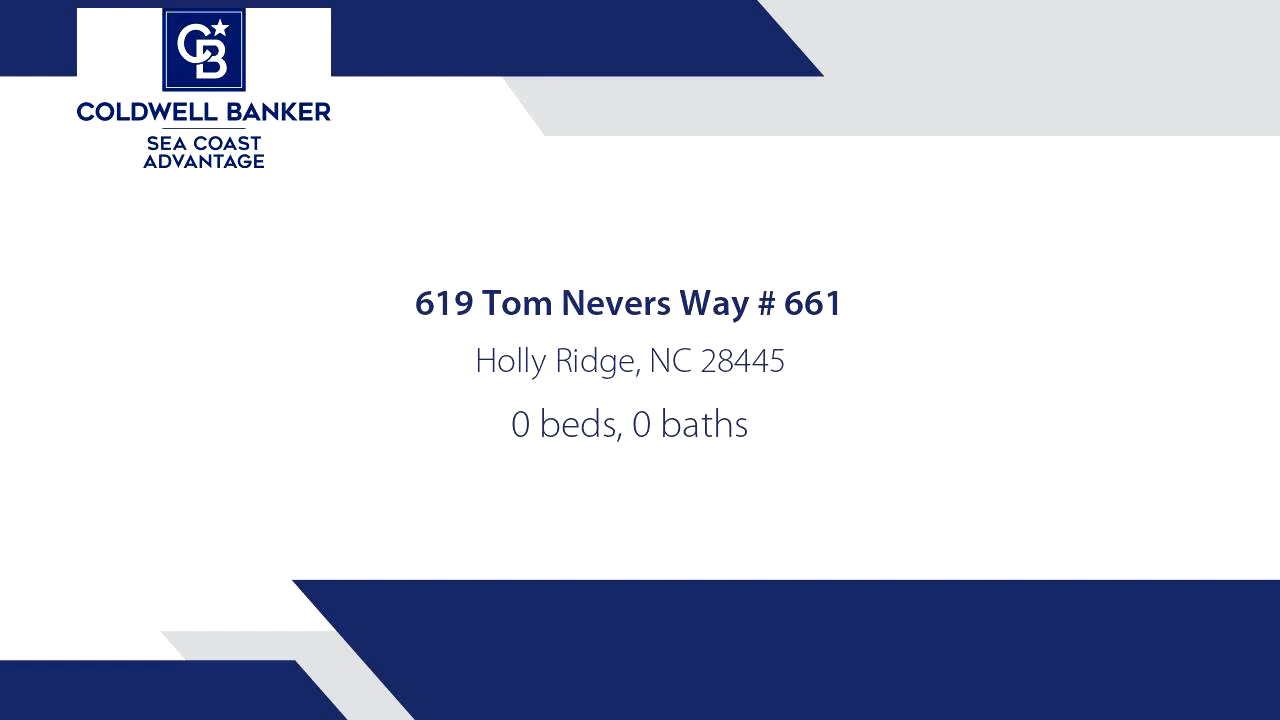 CB
COLDWELL BANKER
SEA COAST
ADVANTAGE
619 Tom Nevers Way # 661
Holly Ridge, NC 28445
0 beds, 0 baths